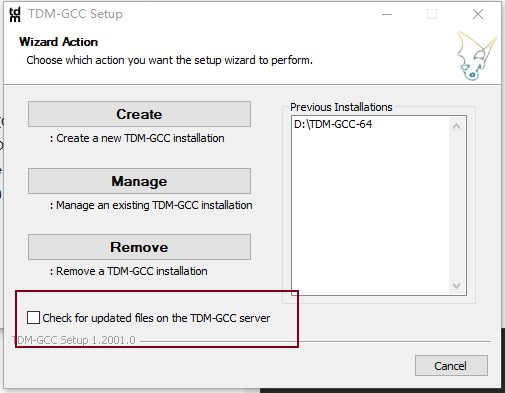 tdm TDM-GCC Setup
Wizard Action
Choose which action you want the setup wizard to perform.
Create
: Create a new TDM-GCC installation
Manage
: Manage an existing TDM-GCC installation
Remove
: Remove a TDM-GCC installation
Previous Installations
D:\TDM-GCC-64
Check for updated files on the TDM-GCC server
TDM-GCC Setup 1.2001.0
Cancel